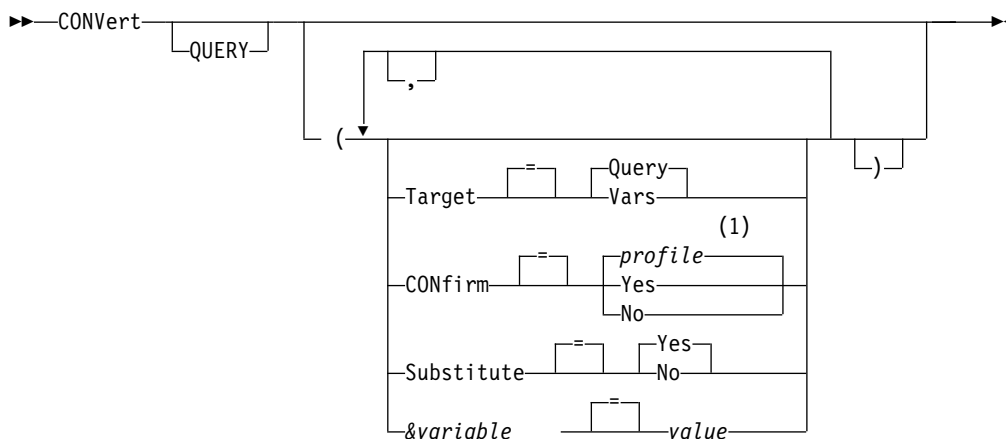 CONVert
QUERY
,
(
)
Target = Query
Vars
(1)
CONfirm = profile
Yes
No
Substitute = Yes
No
&variable = value